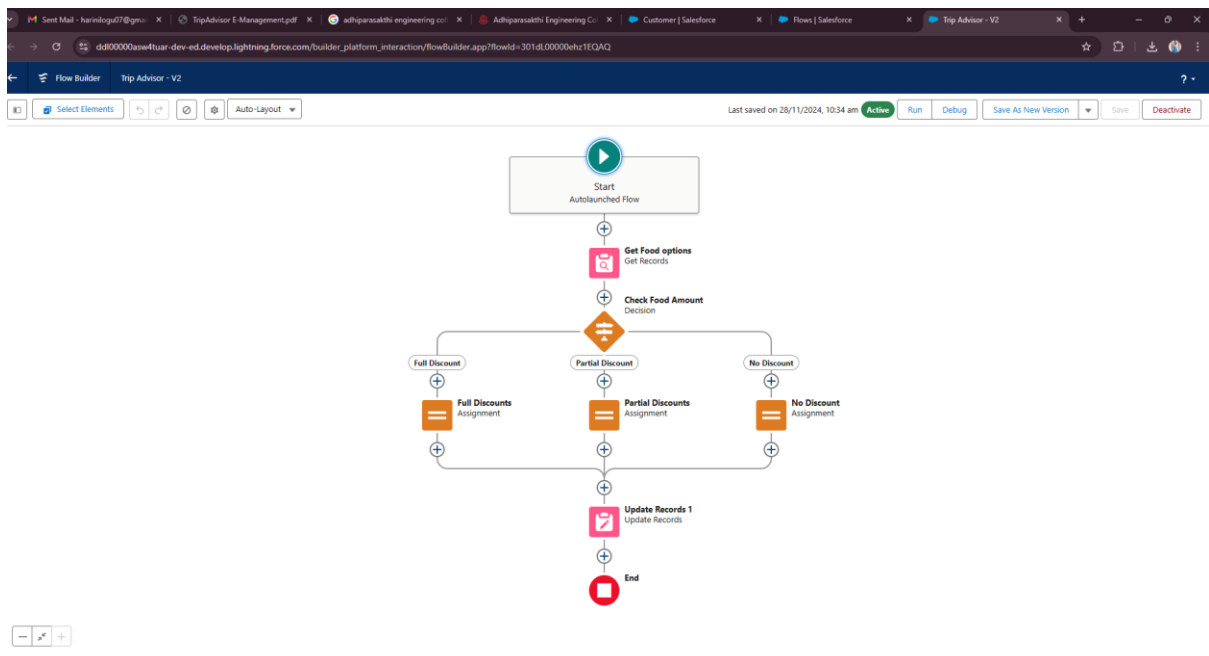 Sent Mail - harinilogu07@gmai
TripAdvisor E-Management.pdf
adhiparasakthi engineering coll
Adhiparasakthi Engineering Co
Customer | Salesforce
Flows | Salesforce
Trip Advisor - V2
ddl00000asw4tuar-dev-ed.develop.lightning.force.com/builder_platform_interaction/flowBuilder.app?flowId=301dL00000ehz1EQAQ
Flow Builder Trip Advisor - V2 ?
Select Elements Auto-Layout Last saved on 28/11/2024, 10:34 am Active Run Debug Save As New Version Save Deactivate
Start
Autolaunched Flow
Get Food options
Get Records
Check Food Amount
Decision
Full Discount Partial Discount No Discount
Full Discounts
Assignment
Partial Discounts
Assignment
No Discount
Assignment
Update Records 1
Update Records
End